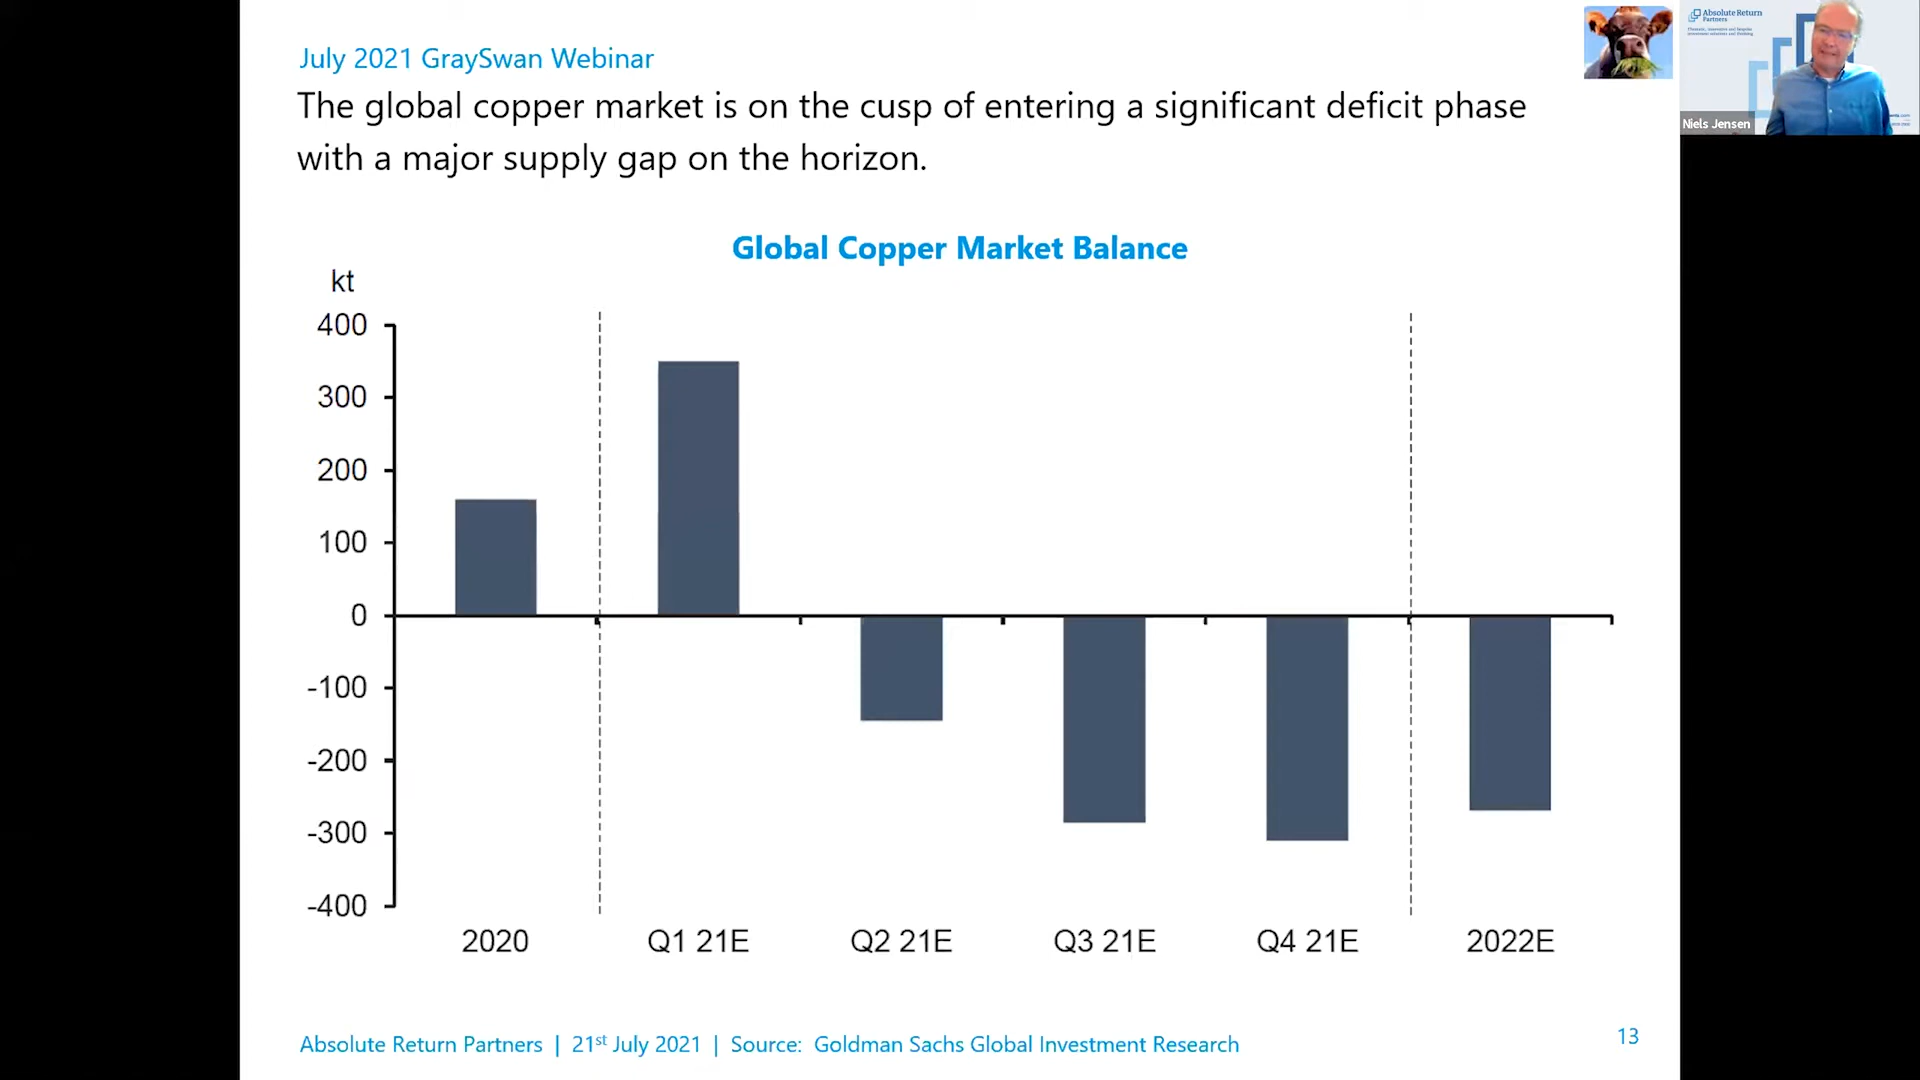 July 2021 GraySwan Webinar
The global copper market is on the cusp of entering a significant deficit phase
with a major supply gap on the horizon.
Absolute Return
Partners
Niels Jensen
Global Copper Market Balance
kt
400
300
200
100
0
-100
-200
-300
-400
2020
Q1 21E
Q2 21E
Q3 21E
Q4 21E
2022E
Absolute Return Partners | 21st July 2021 | Source: Goldman Sachs Global Investment Research
13